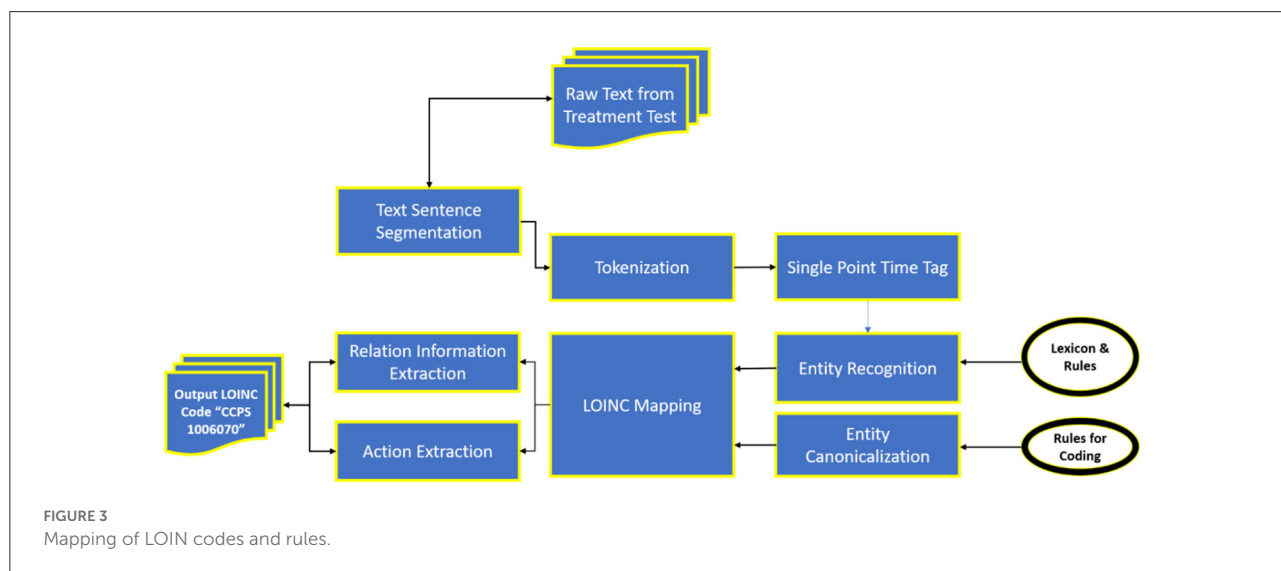 Raw Text from
Treatment Test
Text Sentence
Segmentation
Tokenization
Single Point Time Tag
Relation Information
Extraction
Entity Recognition
Lexicon &
Rules
Output LOINC
Code "CCPS
1006070"
LOINC Mapping
Action Extraction
Entity
Canonicalization
Rules for
Coding
FIGURE 3
Mapping of LOIN codes and rules.